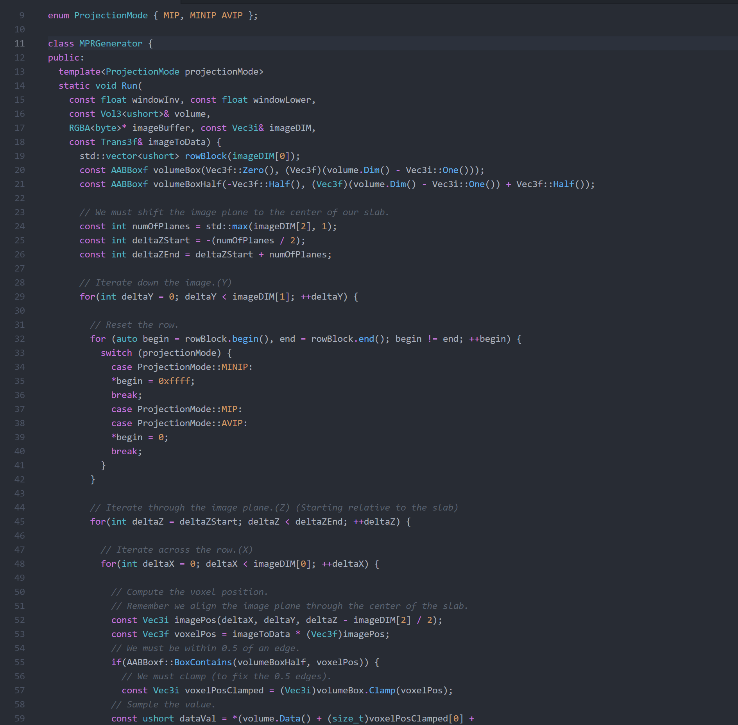 9 enum ProjectionMode { MIP, MINIP AVIP };
10
11 class MPRGenerator {
12 public:
13 template<ProjectionMode projectionMode>
14 static void Run(
15 const float windowInv, const float windowLower,
16 const Vol3<ushort>& volume,
17 RGBA<byte>* imageBuffer, const Vec3i& imageDIM,
18 const Trans3f& imageToData) {
19 std::vector<ushort> rowBlock(imageDIM[0]);
20 const AABBoxf volumeBox(Vec3f::Zero(), (Vec3f)(volume.Dim() - Vec3i::One()));
21 const AABBoxf volumeBoxHalf(-Vec3f::Half(), (Vec3f)(volume.Dim() - Vec3i::One()) + Vec3f::Half());
22
23 // We must shift the image plane to the center of our slab.
24 const int numOfPlanes = std::max(imageDIM[2], 1);
25 const int deltaZStart = -(numOfPlanes / 2);
26 const int deltaZEnd = deltaZStart + numOfPlanes;
27
28 // Iterate down the image.(Y)
29 for(int deltaY = 0; deltaY < imageDIM[1]; ++deltaY) {
30
31 // Reset the row.
32 for (auto begin = rowBlock.begin(), end = rowBlock.end(); begin != end; ++begin) {
33 switch (projectionMode) {
34 case ProjectionMode::MINIP:
35 *begin = 0xffff;
36 break;
37 case ProjectionMode::MIP:
38 case ProjectionMode::AVIP:
39 *begin = 0;
40 break;
41 }
42 }
43
44 // Iterate through the image plane.(Z) (Starting relative to the slab)
45 for(int deltaZ = deltaZStart; deltaZ < deltaZEnd; ++deltaZ) {
46
47 // Iterate across the row.(X)
48 for(int deltaX = 0; deltaX < imageDIM[0]; ++deltaX) {
49
50 // Compute the voxel position.
51 // Remember we align the image plane through the center of the slab.
52 const Vec3i imagePos(deltaX, deltaY, deltaZ - imageDIM[2] / 2);
53 const Vec3f voxelPos = imageToData * (Vec3f)imagePos;
54 // We must be within 0.5 of an edge.
55 if(AABBoxf::BoxContains(volumeBoxHalf, voxelPos)) {
56 // We must clamp (to fix the 0.5 edges).
57 const Vec3i voxelPosClamped = (Vec3i)volumeBox.Clamp(voxelPos);
58 // Sample the value.
59 const ushort dataVal = *(volume.Data() + (size_t)voxelPosClamped[0] +